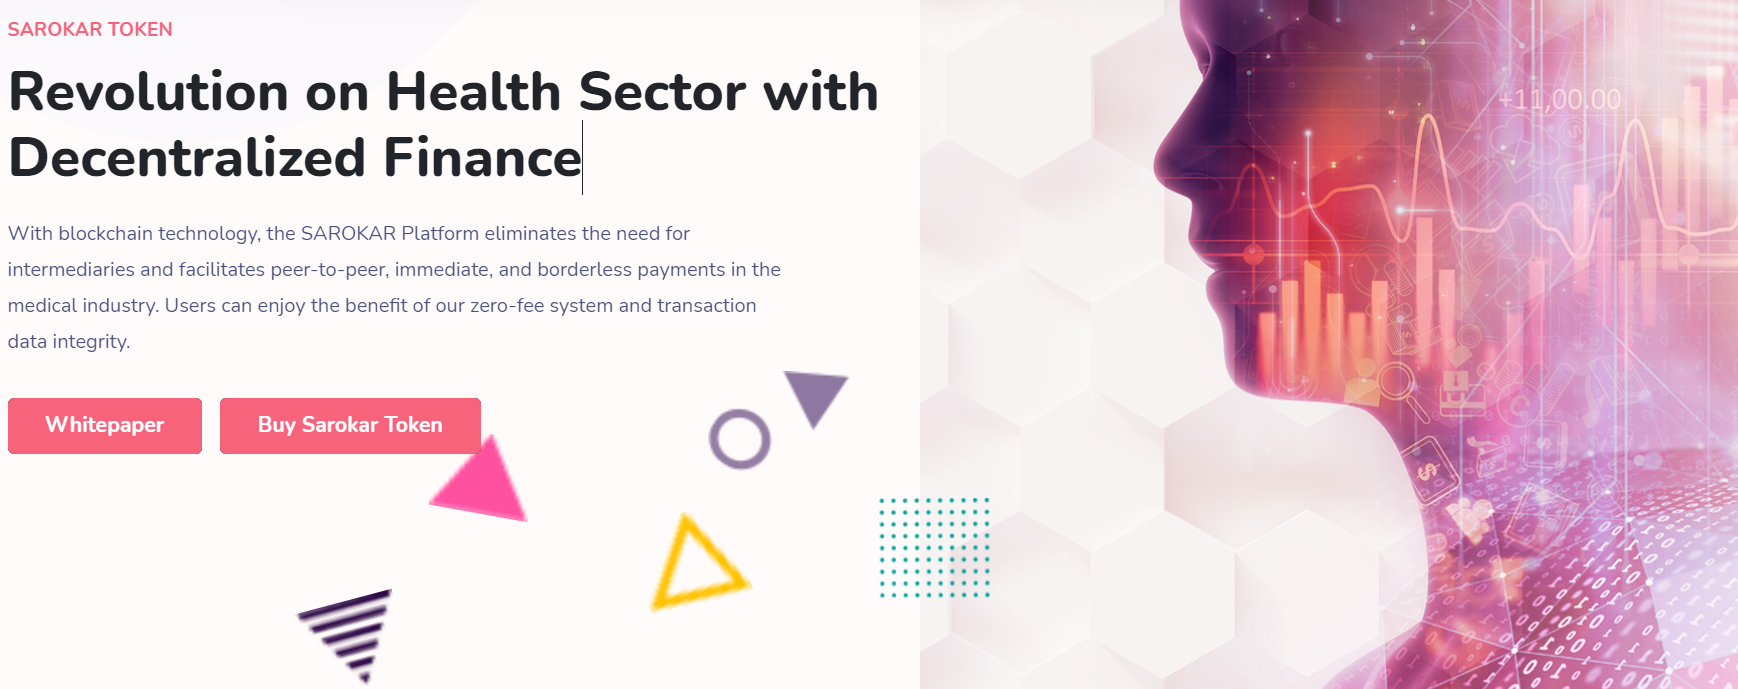 SAROKAR TOKEN
Revolution on Health Sector with
Decentralized Finance
With blockchain technology, the SAROKAR Platform eliminates the need for
intermediaries and facilitates peer-to-peer, immediate, and borderless payments in the
medical industry. Users can enjoy the benefit of our zero-fee system and transaction
data integrity.
Whitepaper
Buy Sarokar Token
+11,00.00